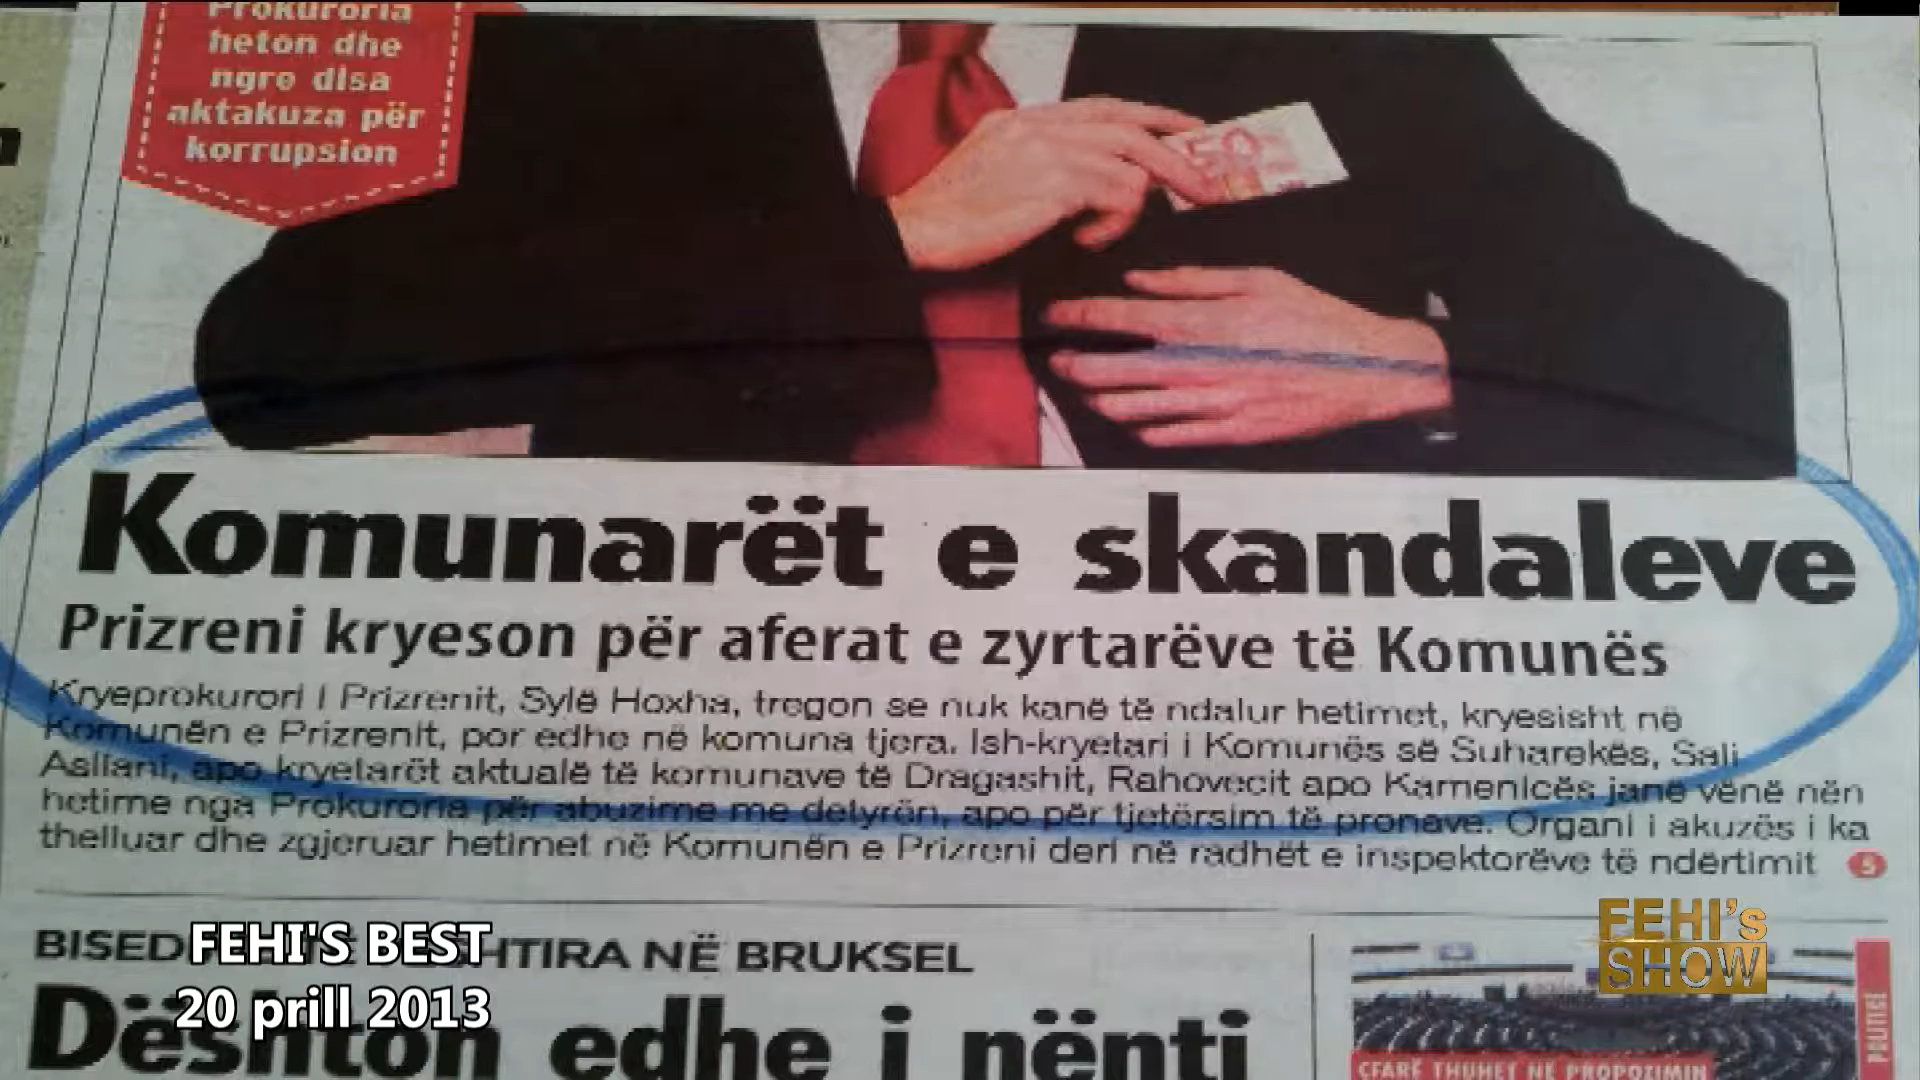 Prokuroria
heton dhe
ngre disa
aktakuza për
korrupsion
Komunarët e skandaleve
Prizreni kryeson për aferat e zyrtarëve të Komunës
Kryeprokurori i Prizrenit, Sylë Hoxha, tregon se nuk kanë të ndalur hetimet, kryesisht në
Komunën e Prizrenit, por edhe në komuna tjera. Ish-kryetari i Komunës së Suharekës, Sali
Asllani, apo kryetarët aktualë të komunave të Dragashit, Rahovecit apo Kamenicës janë vënë nën
hetime nga Prokuroria për abuzime me detyrën, apo për tjetërsim të pronave. Organi i akuzës i ka
thelluar dhe zgjeruar hetimet në Komunën e Prizreni deri në radhët e inspektorëve të ndërtimit 5
BISED HTIRA NË BRUKSEL
Dështon edhe i nënti
FEHI'S BEST
20 prill 2013
FEHI's
SHOW
POLITIKË
ÇFARË THUHET NË PROPOZIMIN